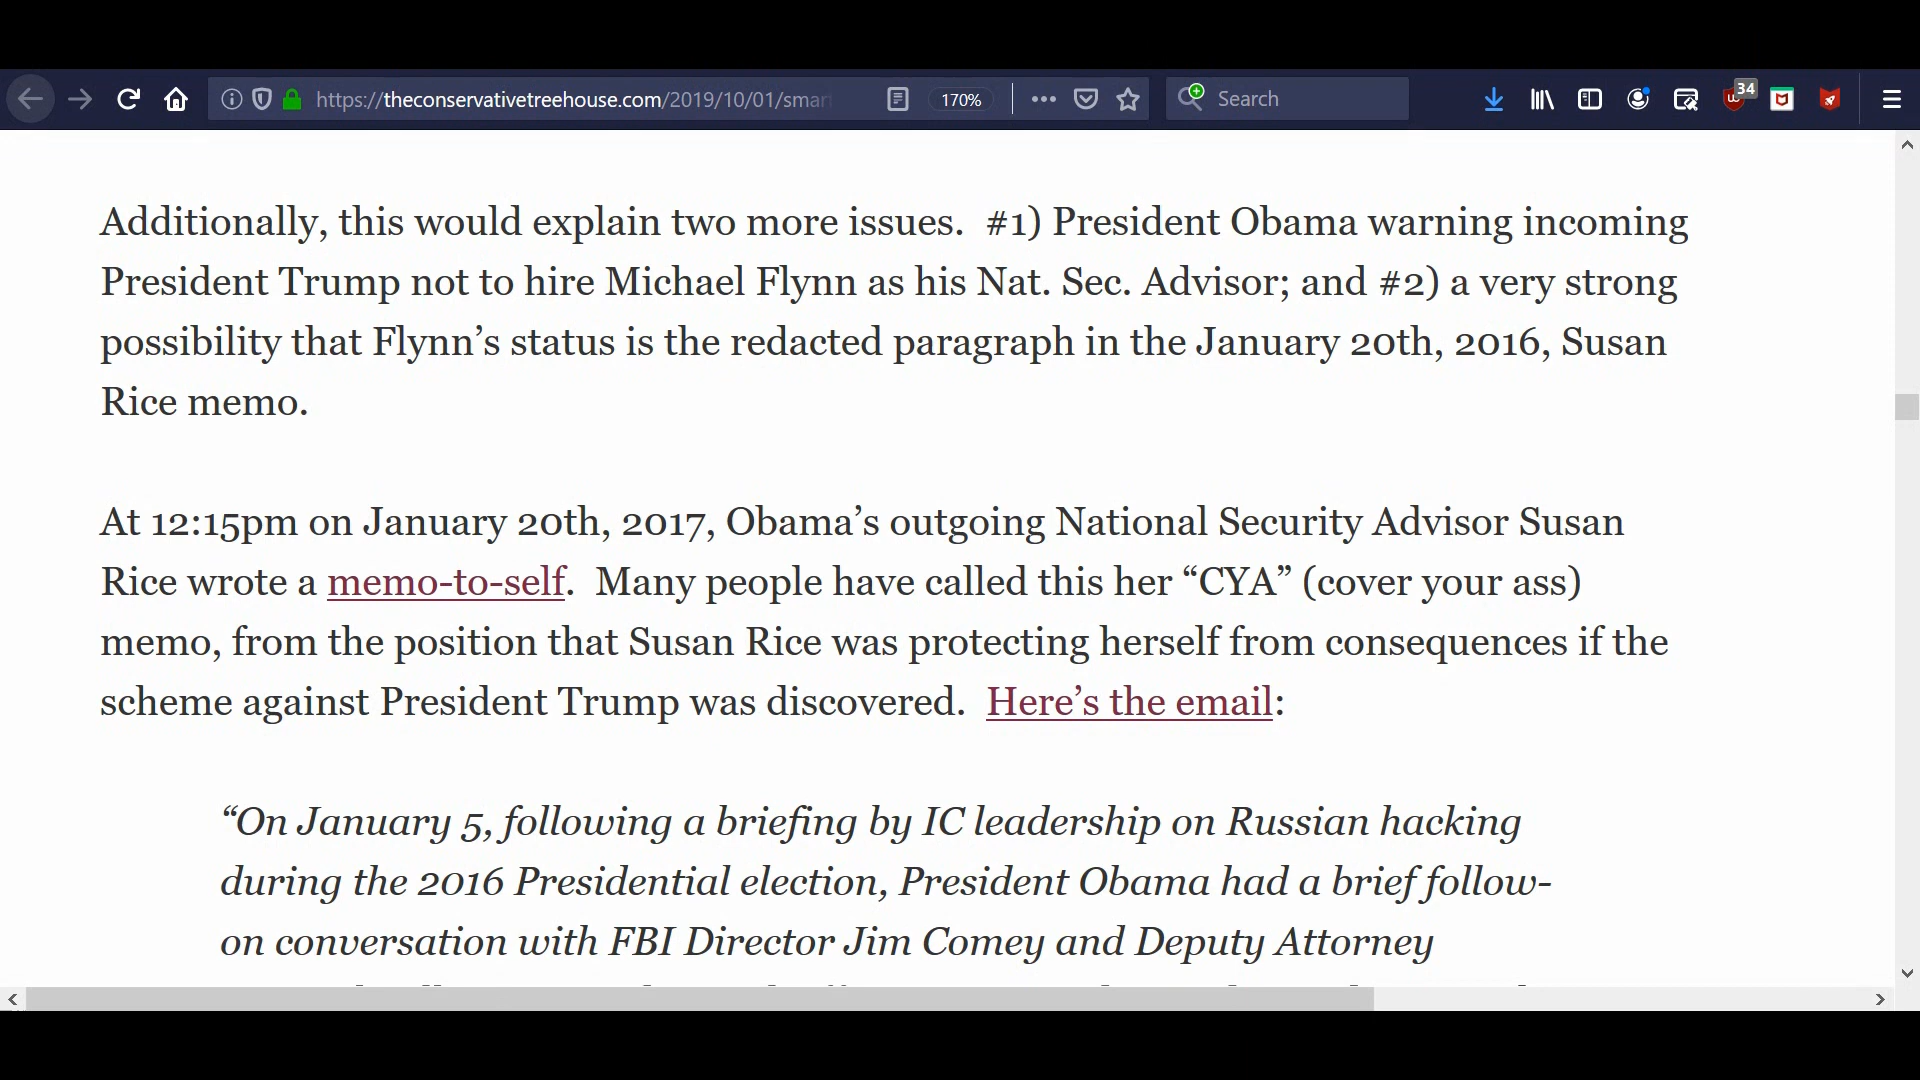 https://theconservativetreehouse.com/2019/10/01/smar
170%
Search
34
Additionally, this would explain two more issues.  #1) President Obama warning incoming
President Trump not to hire Michael Flynn as his Nat. Sec. Advisor; and #2) a very strong
possibility that Flynn’s status is the redacted paragraph in the January 20th, 2016, Susan
Rice memo.
At 12:15pm on January 20th, 2017, Obama’s outgoing National Security Advisor Susan
Rice wrote a memo-to-self.  Many people have called this her “CYA” (cover your ass)
memo, from the position that Susan Rice was protecting herself from consequences if the
scheme against President Trump was discovered.  Here’s the email:
“On January 5, following a briefing by IC leadership on Russian hacking
during the 2016 Presidential election, President Obama had a brief follow-
on conversation with FBI Director Jim Comey and Deputy Attorney